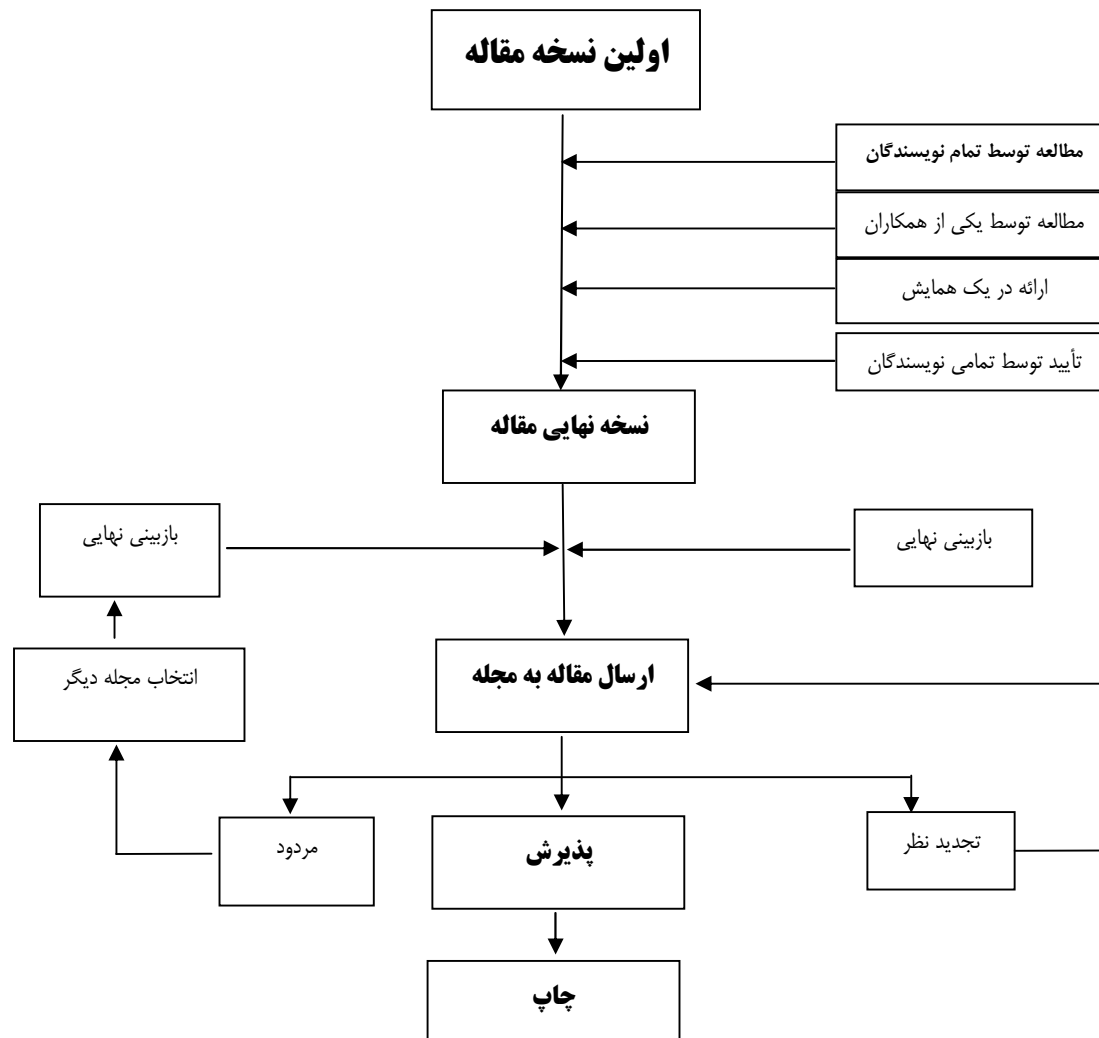 اولین نسخه مقاله
مطالعه توسط تمام نویسندگان
مطالعه توسط یکی از همکاران
ارائه در یک همایش
تأیید توسط تمامی نویسندگان
نسخه نهایی مقاله
بازبینی نهایی
بازبینی نهایی
ارسال مقاله به مجله
انتخاب مجله دیگر
تجدید نظر
پذیرش
مردود
چاپ